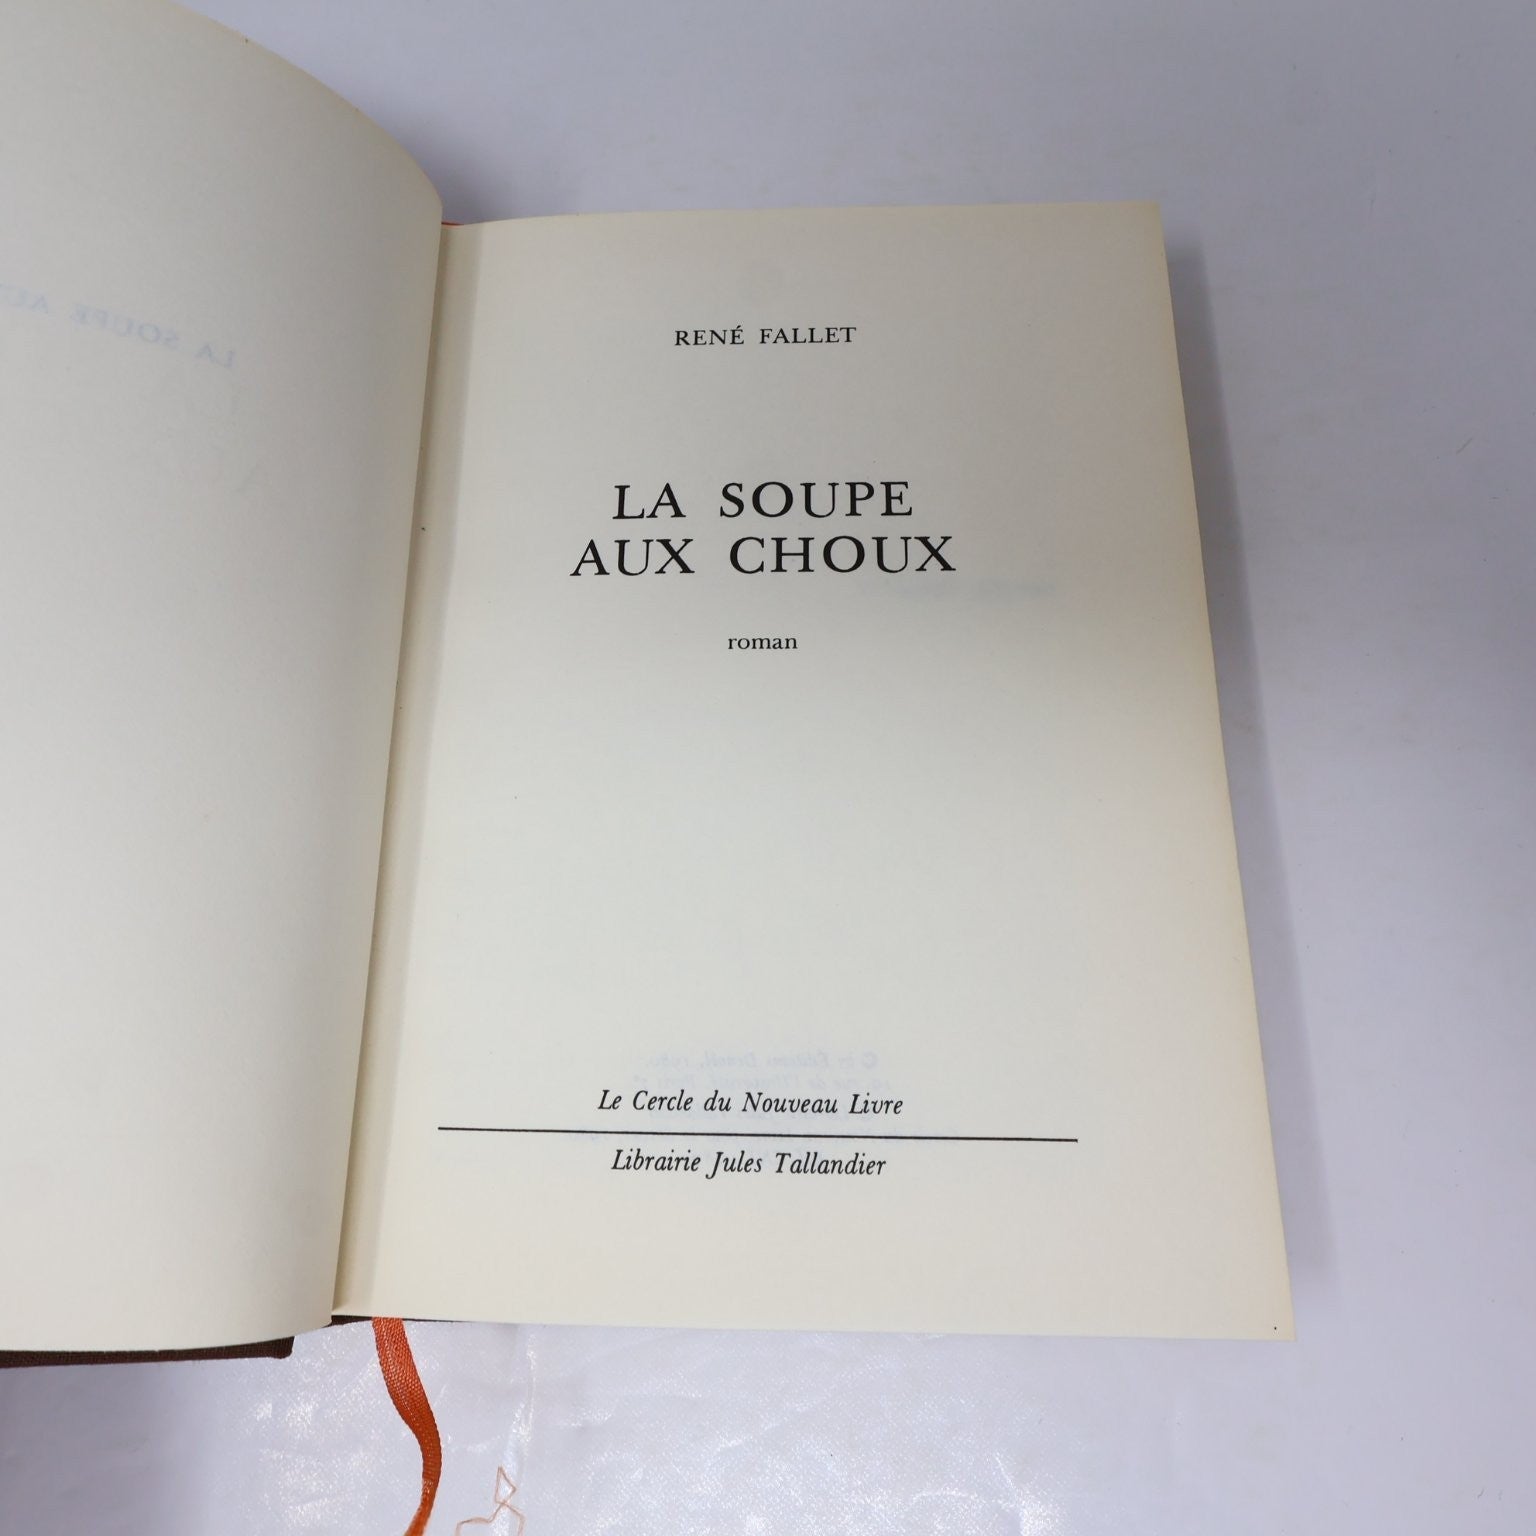 RENÉ FALLET
LA SOUPE
AUX CHOUX
roman
Le Cercle du Nouveau Livre
Librairie Jules Tallandier